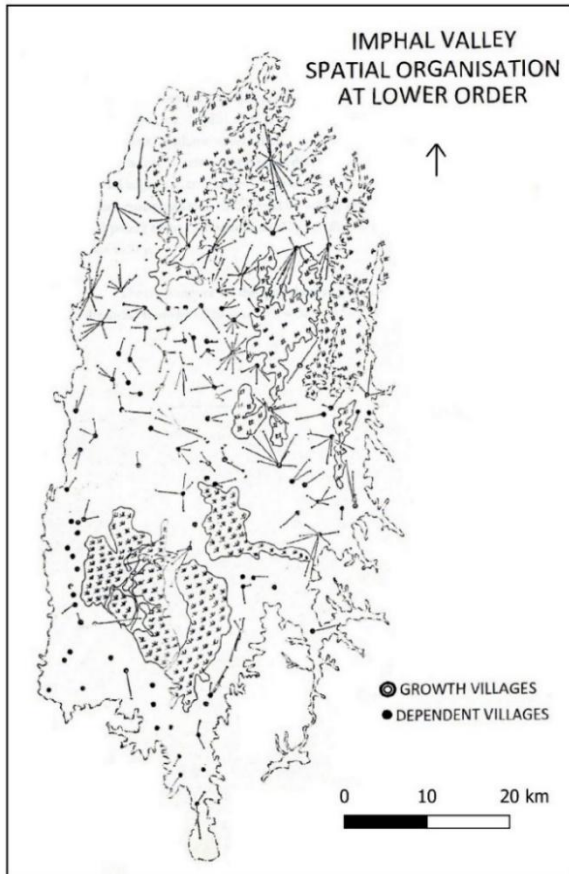 IMPHAL VALLEY
SPATIAL ORGANISATION
AT LOWER ORDER
GROWTH VILLAGES
DEPENDENT VILLAGES
0 10 20 km